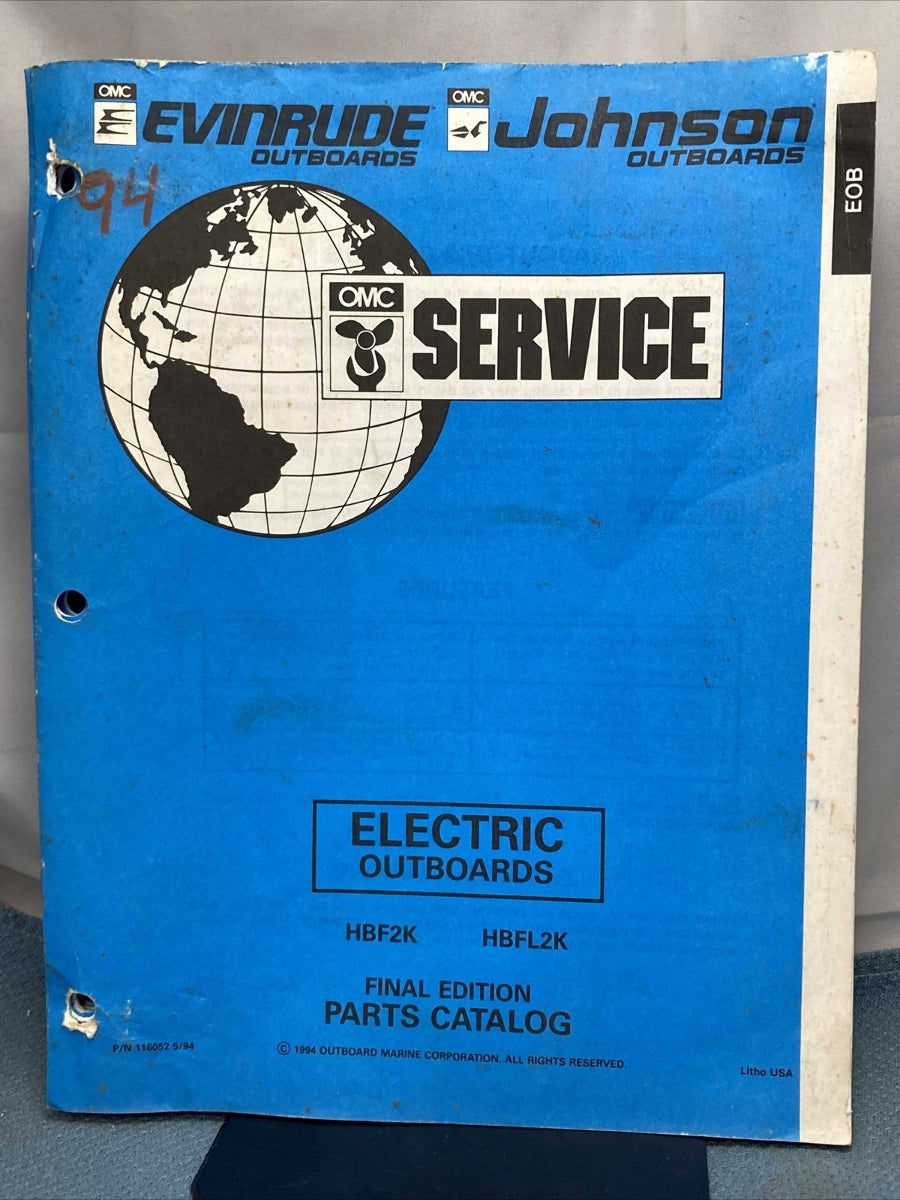 OMC EVINRUDE OUTBOARDS
OMC Johnson OUTBOARDS
EOB
94
OMC SERVICE
ELECTRIC
OUTBOARDS
HBF2K HBFL2K
FINAL EDITION
PARTS CATALOG
P/N 116052 5/94
© 1994 OUTBOARD MARINE CORPORATION. ALL RIGHTS RESERVED.
Litho USA